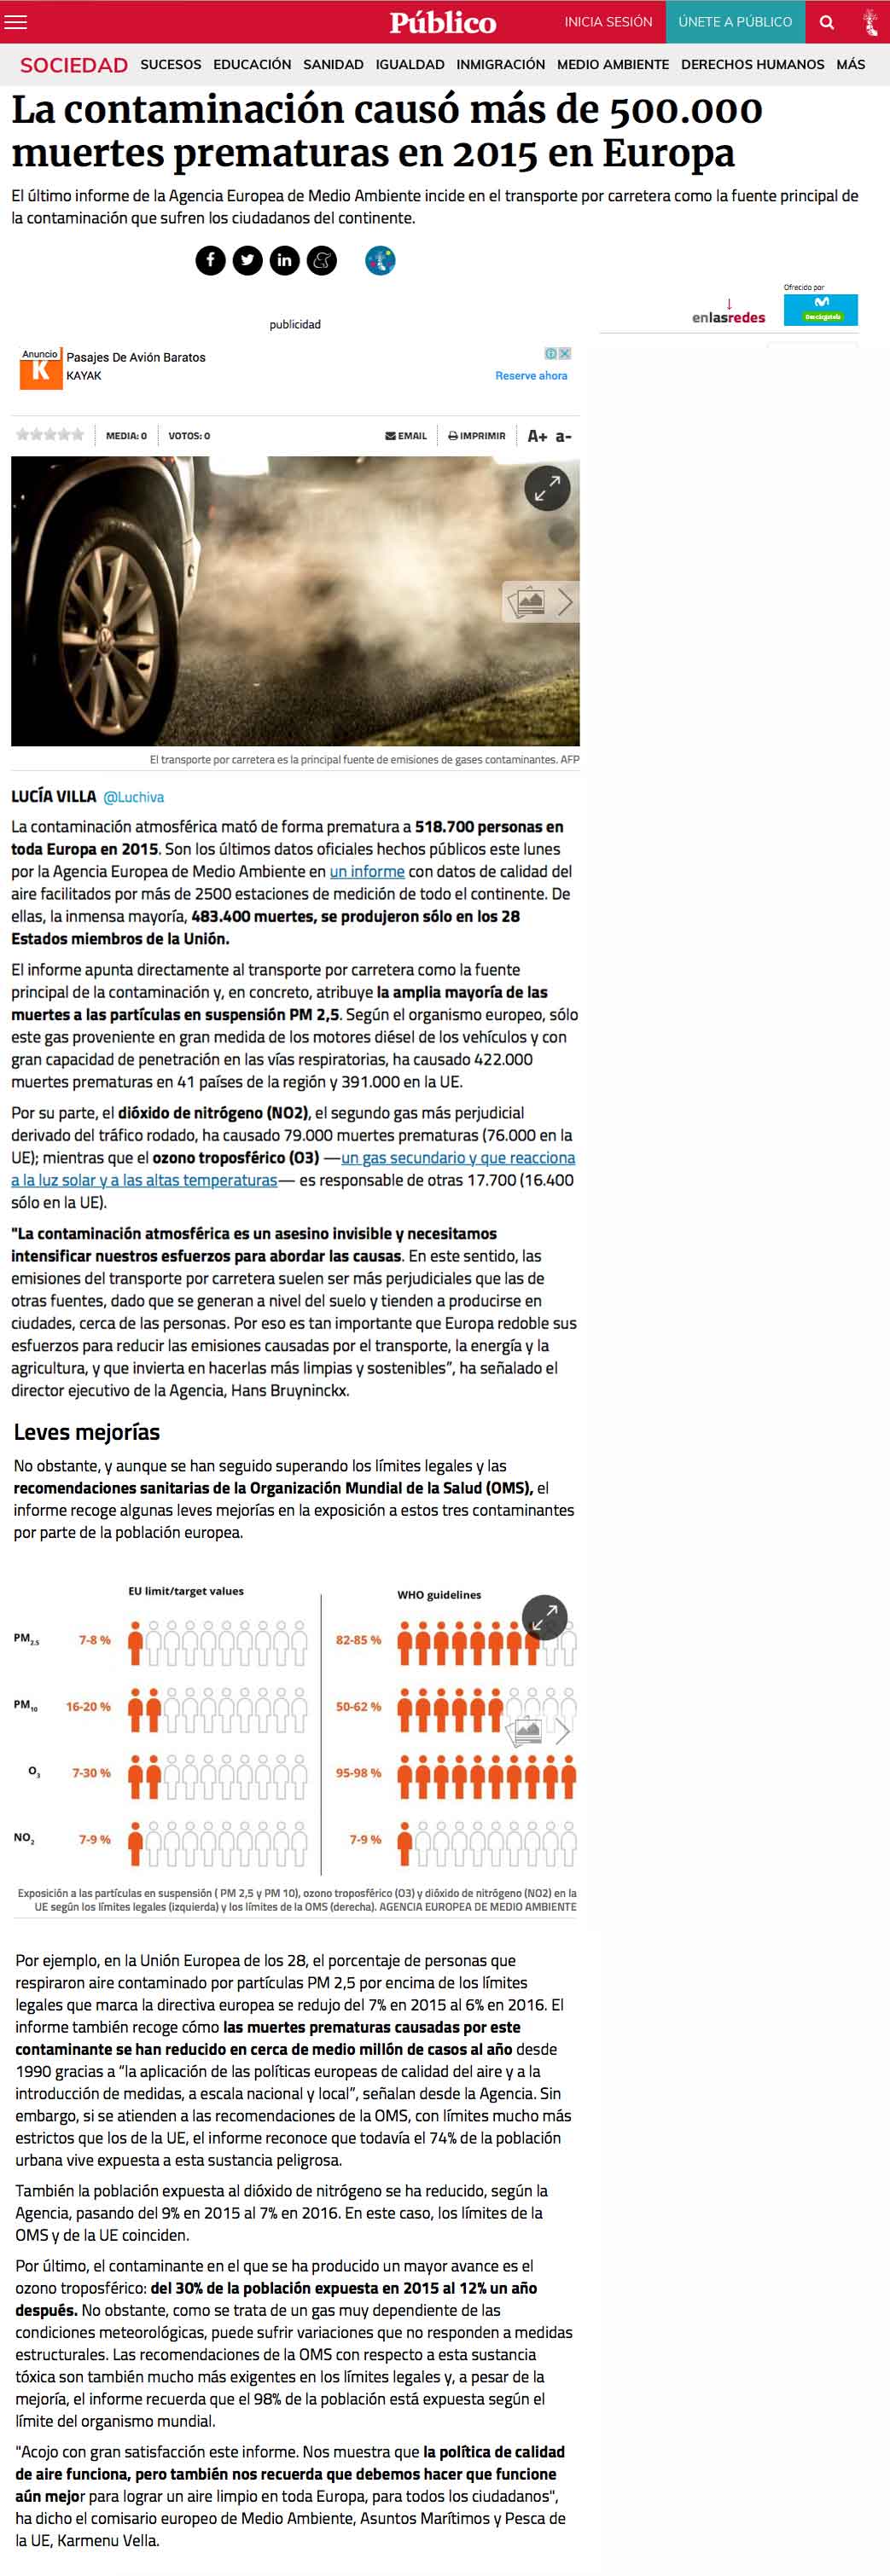 Público
INICIA SESIÓN
ÚNETE A PÚBLICO
SOCIEDAD SUCESOS EDUCACIÓN SANIDAD IGUALDAD INMIGRACIÓN MEDIO AMBIENTE DERECHOS HUMANOS MÁS
La contaminación causó más de 500.000
muertes prematuras en 2015 en Europa
El último informe de la Agencia Europea de Medio Ambiente incide en el transporte por carretera como la fuente principal de
la contaminación que sufren los ciudadanos del continente.
Ofrecido por
enlasredes
Descárgatela
publicidad
Anuncio
Pasajes De Avión Baratos
K
KAYAK
Reserve ahora
MEDIA: 0
VOTOS: 0
EMAIL
IMPRIMIR
A+ a-
El transporte por carretera es la principal fuente de emisiones de gases contaminantes. AFP
LUCÍA VILLA @Luchiva
La contaminación atmosférica mató de forma prematura a 518.700 personas en
toda Europa en 2015. Son los últimos datos oficiales hechos públicos este lunes
por la Agencia Europea de Medio Ambiente en un informe con datos de calidad del
aire facilitados por más de 2500 estaciones de medición de todo el continente. De
ellas, la inmensa mayoría, 483.400 muertes, se produjeron sólo en los 28
Estados miembros de la Unión.
El informe apunta directamente al transporte por carretera como la fuente
principal de la contaminación y, en concreto, atribuye la amplia mayoría de las
muertes a las partículas en suspensión PM 2,5. Según el organismo europeo, sólo
este gas proveniente en gran medida de los motores diésel de los vehículos y con
gran capacidad de penetración en las vías respiratorias, ha causado 422.000
muertes prematuras en 41 países de la región y 391.000 en la UE.
Por su parte, el dióxido de nitrógeno (NO2), el segundo gas más perjudicial
derivado del tráfico rodado, ha causado 79.000 muertes prematuras (76.000 en la
UE); mientras que el ozono troposférico (O3) —un gas secundario y que reacciona
a la luz solar y a las altas temperaturas— es responsable de otras 17.700 (16.400
sólo en la UE).
"La contaminación atmosférica es un asesino invisible y necesitamos
intensificar nuestros esfuerzos para abordar las causas. En este sentido, las
emisiones del transporte por carretera suelen ser más perjudiciales que las de
otras fuentes, dado que se generan a nivel del suelo y tienden a producirse en
ciudades, cerca de las personas. Por eso es tan importante que Europa redoble sus
esfuerzos para reducir las emisiones causadas por el transporte, la energía y la
agricultura, y que invierta en hacerlas más limpias y sostenibles”, ha señalado el
director ejecutivo de la Agencia, Hans Bruyninckx.
Leves mejorías
No obstante, y aunque se han seguido superando los límites legales y las
recomendaciones sanitarias de la Organización Mundial de la Salud (OMS), el
informe recoge algunas leves mejorías en la exposición a estos tres contaminantes
por parte de la población europea.
EU limit/target values
WHO guidelines
PM2.5 7-8 % 82-85 %
PM10 16-20 % 50-62 %
O3 7-30 % 95-98 %
NO2 7-9 % 7-9 %
Exposición a las partículas en suspensión ( PM 2,5 y PM 10), ozono troposférico (O3) y dióxido de nitrógeno (NO2) en la
UE según los límites legales (izquierda) y los límites de la OMS (derecha). AGENCIA EUROPEA DE MEDIO AMBIENTE
Por ejemplo, en la Unión Europea de los 28, el porcentaje de personas que
respiraron aire contaminado por partículas PM 2,5 por encima de los límites
legales que marca la directiva europea se redujo del 7% en 2015 al 6% en 2016. El
informe también recoge cómo las muertes prematuras causadas por este
contaminante se han reducido en cerca de medio millón de casos al año desde
1990 gracias a “la aplicación de las políticas europeas de calidad del aire y a la
introducción de medidas, a escala nacional y local”, señalan desde la Agencia. Sin
embargo, si se atienden a las recomendaciones de la OMS, con límites mucho más
estrictos que los de la UE, el informe reconoce que todavía el 74% de la población
urbana vive expuesta a esta sustancia peligrosa.
También la población expuesta al dióxido de nitrógeno se ha reducido, según la
Agencia, pasando del 9% en 2015 al 7% en 2016. En este caso, los límites de la
OMS y de la UE coinciden.
Por último, el contaminante en el que se ha producido un mayor avance es el
ozono troposférico: del 30% de la población expuesta en 2015 al 12% un año
después. No obstante, como se trata de un gas muy dependiente de las
condiciones meteorológicas, puede sufrir variaciones que no responden a medidas
estructurales. Las recomendaciones de la OMS con respecto a esta sustancia
tóxica son también mucho más exigentes en los límites legales y, a pesar de la
mejoría, el informe recuerda que el 98% de la población está expuesta según el
límite del organismo mundial.
"Acojo con gran satisfacción este informe. Nos muestra que la política de calidad
de aire funciona, pero también nos recuerda que debemos hacer que funcione
aún mejor para lograr un aire limpio en toda Europa, para todos los ciudadanos",
ha dicho el comisario europeo de Medio Ambiente, Asuntos Marítimos y Pesca de
la UE, Karmenu Vella.